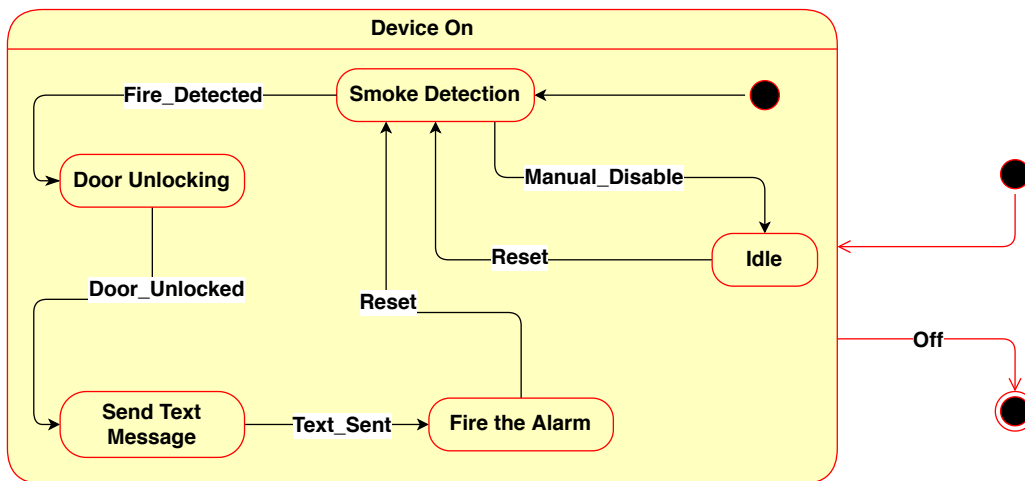 Device On
Fire_Detected
Smoke Detection
Door Unlocking
Manual_Disable
Reset
Idle
Door_Unlocked
Reset
Off
Send Text
Message
Text_Sent
Fire the Alarm